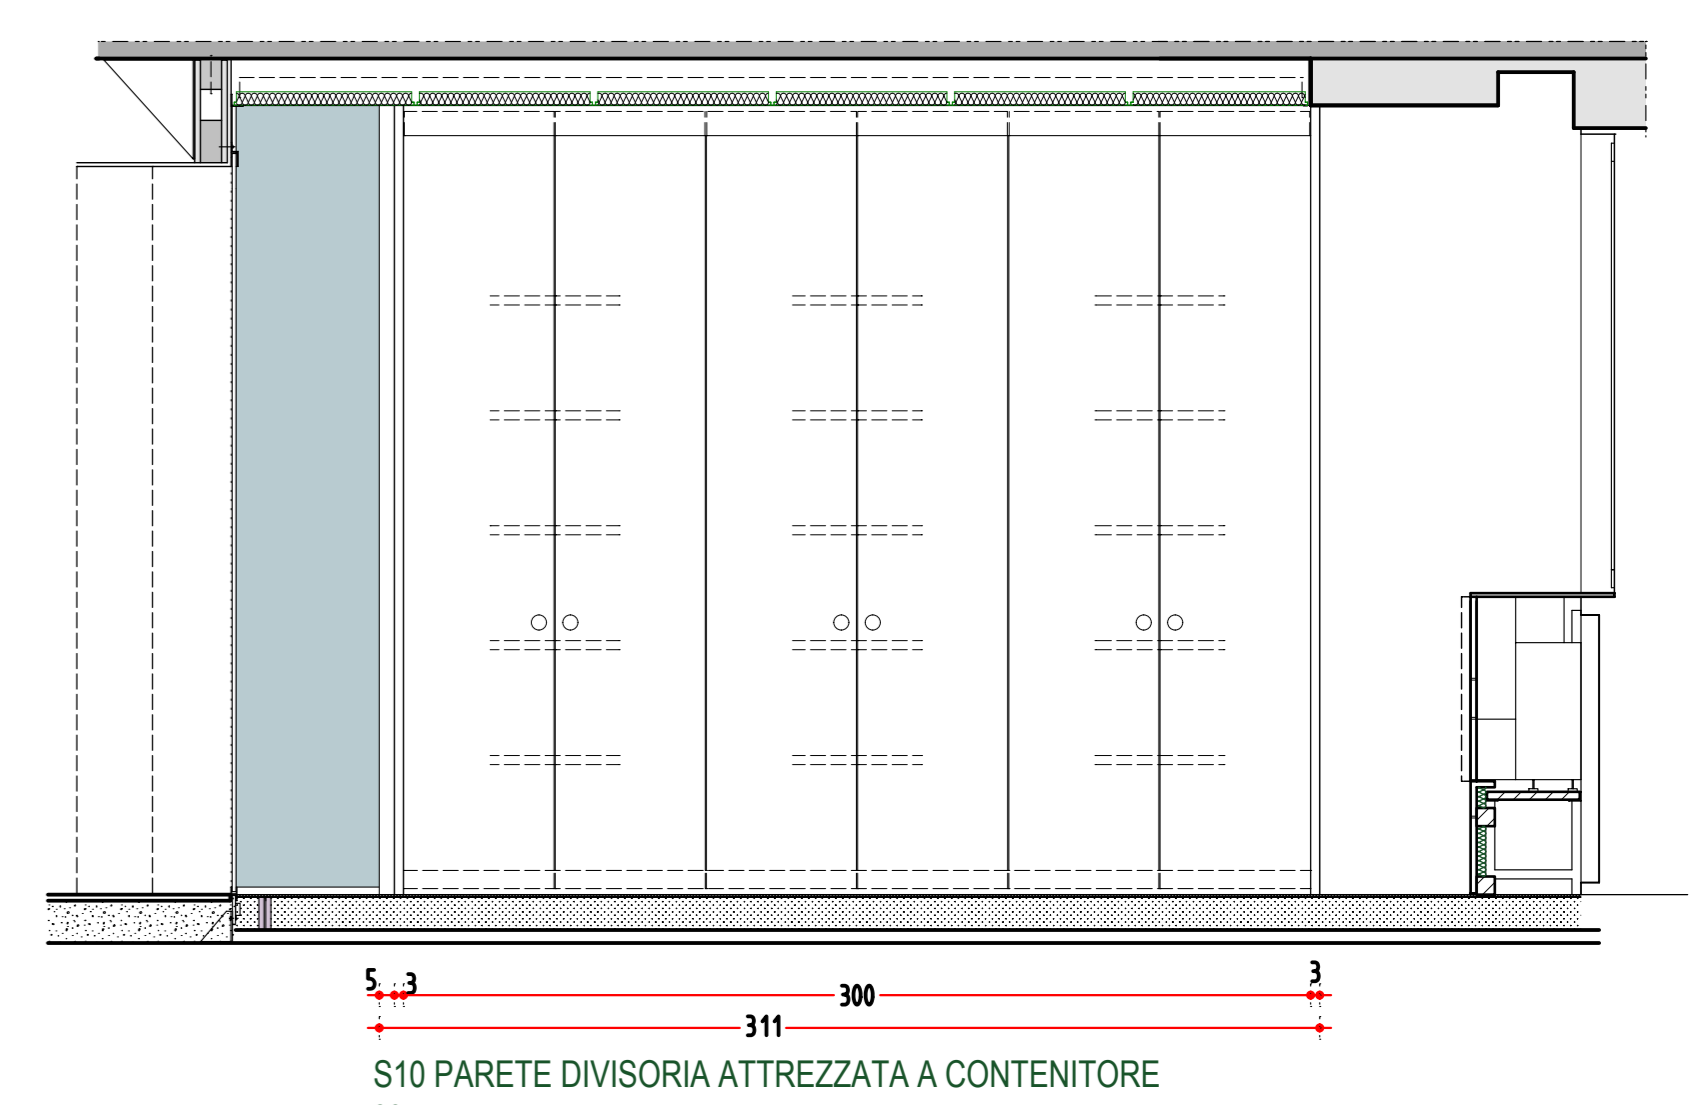 5 3 300 3
311
S10 PARETE DIVISORIA ATTREZZATA A CONTENITORE